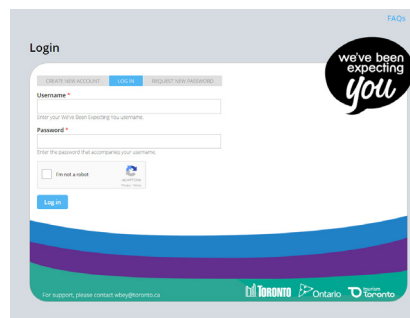 FAQs
Login
we've been
expecting
you
CREATE NEW ACCOUNT LOG IN REQUEST NEW PASSWORD
Username *
Enter your We've Been Expecting You username.
Password *
Enter the password that accompanies your username.
I'm not a robot
reCAPTCHA
Privacy - Terms
Log in
For support, please contact wbey@toronto.ca
TORONTO Ontario tourism
Toronto